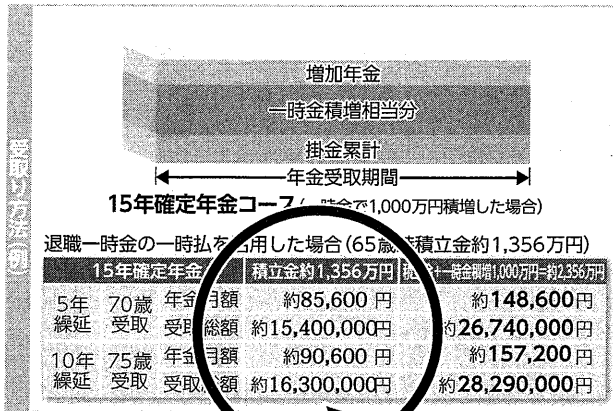 受取り方法(例)
増加年金
一時金積増相当分
掛金累計
年金受取期間
15年確定年金コース(一時金で1,000万円積増した場合)
退職一時金の一時払を活用した場合(65歳時積立金約1,356万円)
15年確定年金 積立金約1,356万円 一時金積増1,000万円=約2,356万円
5年繰延 70歳受取 年金月額 約85,600円 約148,600円
受取総額 約15,400,000円 約26,740,000円
10年繰延 75歳受取 年金月額 約90,600円 約157,200円
受取総額 約16,300,000円 約28,290,000円